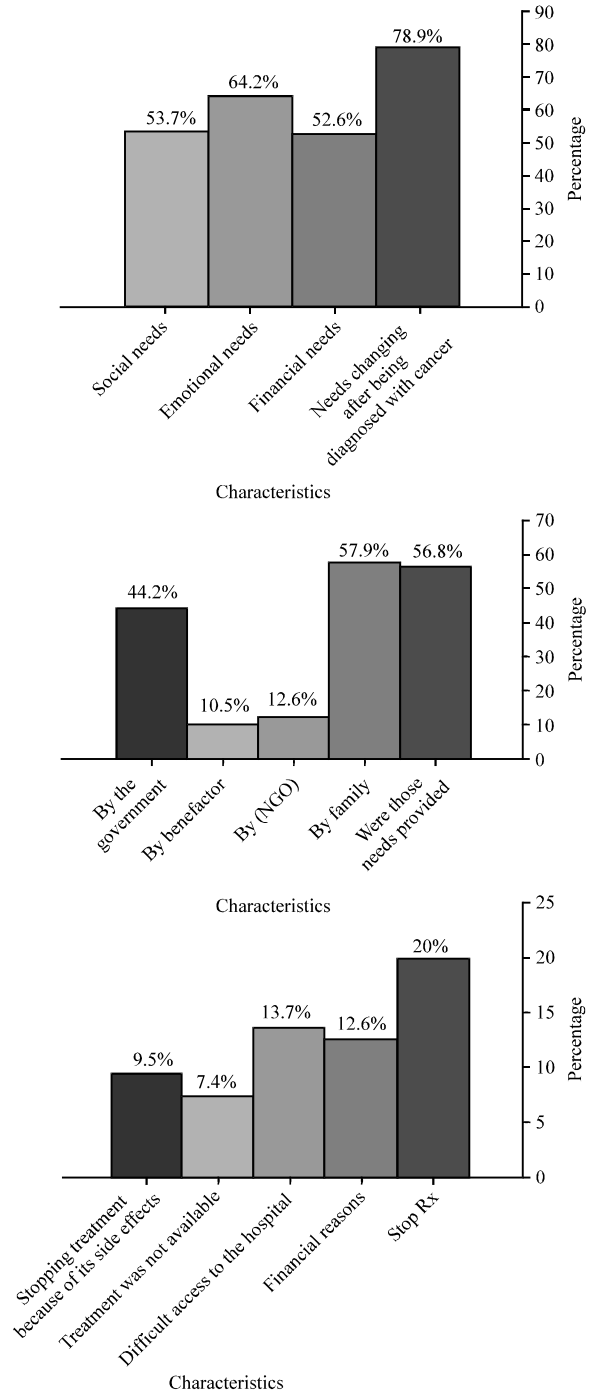 90
80
70
60
50
40
30
20
10
0
Percentage
53.7%
64.2%
52.6%
78.9%
Social needs
Emotional needs
Financial needs
Needs changing
after being
diagnosed with cancer
Characteristics
70
60
50
40
30
20
10
0
Percentage
44.2%
10.5%
12.6%
57.9%
56.8%
By the
government
By benefactor
By (NGO)
By family
Were those
needs provided
Characteristics
25
20
15
10
5
0
Percentage
9.5%
7.4%
13.7%
12.6%
20%
Stopping treatment
because of its side effects
Treatment was not available
Difficult access to the hospital
Financial reasons
Stop Rx
Characteristics